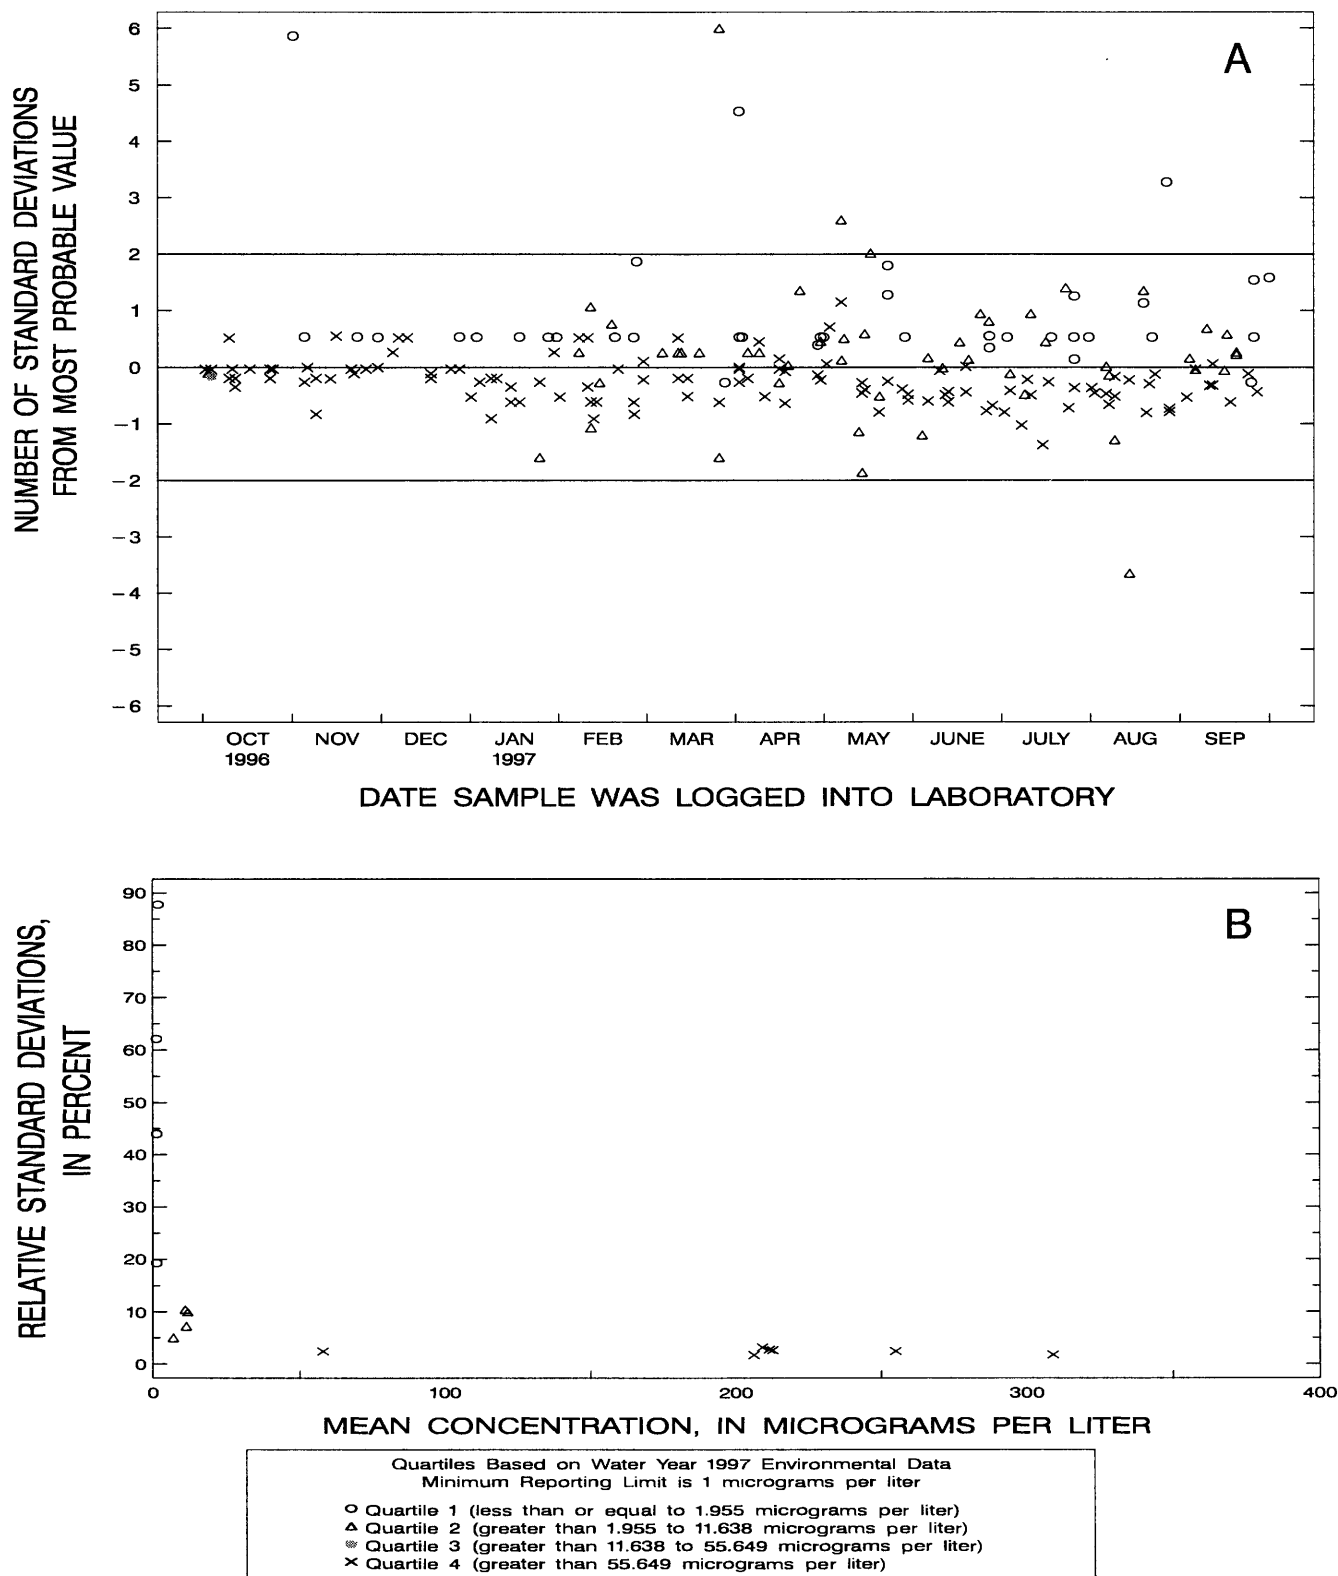 A
NUMBER OF STANDARD DEVIATIONS
FROM MOST PROBABLE VALUE
6
5
4
3
2
1
0
−1
−2
−3
−4
−5
−6
OCT NOV DEC JAN FEB MAR APR MAY JUNE JULY AUG SEP
1996 1997
DATE SAMPLE WAS LOGGED INTO LABORATORY
B
RELATIVE STANDARD DEVIATIONS,
IN PERCENT
90
80
70
60
50
40
30
20
10
0
0 100 200 300 400
MEAN CONCENTRATION, IN MICROGRAMS PER LITER
Quartiles Based on Water Year 1997 Environmental Data
Minimum Reporting Limit is 1 micrograms per liter
Quartile 1 (less than or equal to 1.955 micrograms per liter)
Quartile 2 (greater than 1.955 to 11.638 micrograms per liter)
Quartile 3 (greater than 11.638 to 55.649 micrograms per liter)
Quartile 4 (greater than 55.649 micrograms per liter)